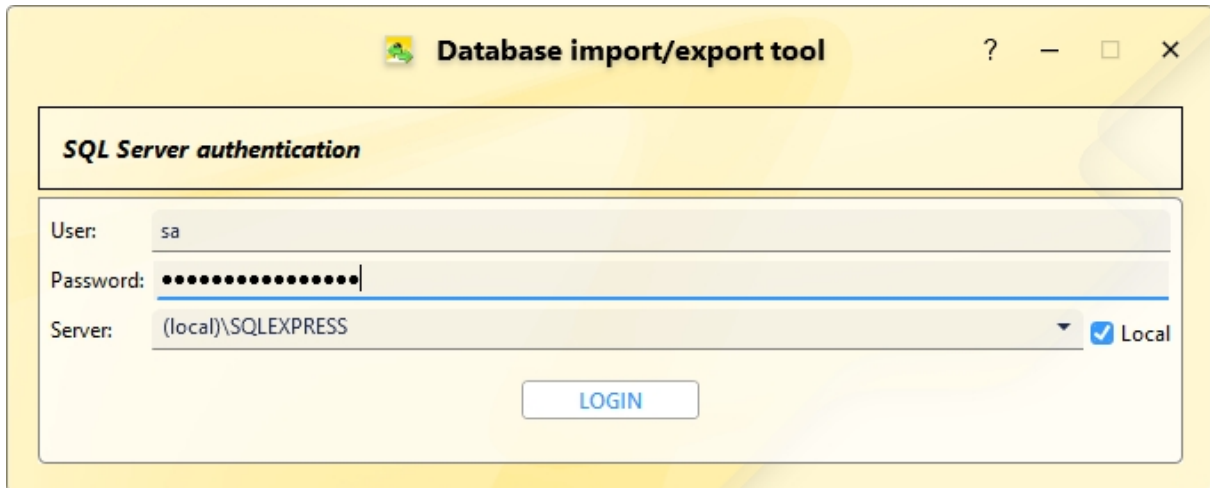 Database import/export tool
SQL Server authentication
User: sa
Password: ••••••••••••••••
Server: (local)\SQLEXPRESS Local
LOGIN